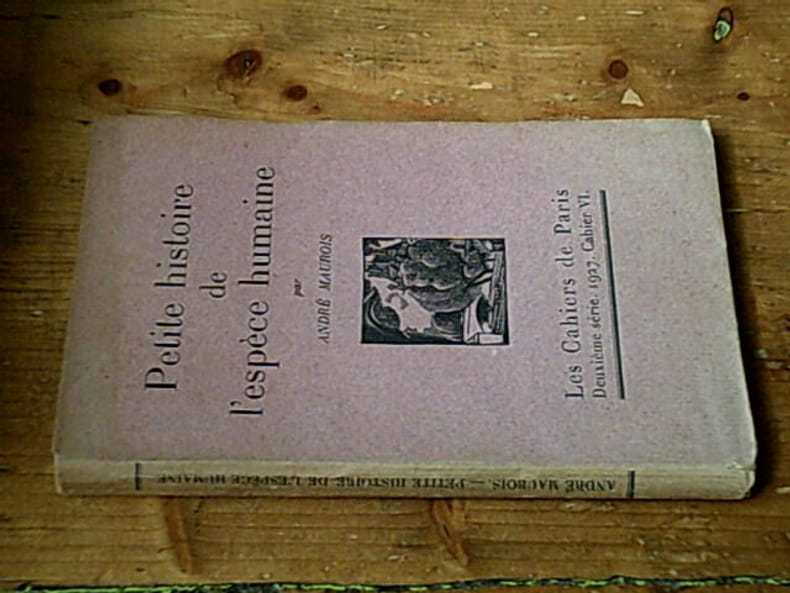 Petite histoire
de
l'espèce humaine
par
ANDRÉ MAUROIS
Les Cahiers de Paris
Deuxième série. 1927. Cahier VI.
ANDRÉ MAUROIS. — PETITE HISTOIRE DE L'ESPÈCE HUMAINE